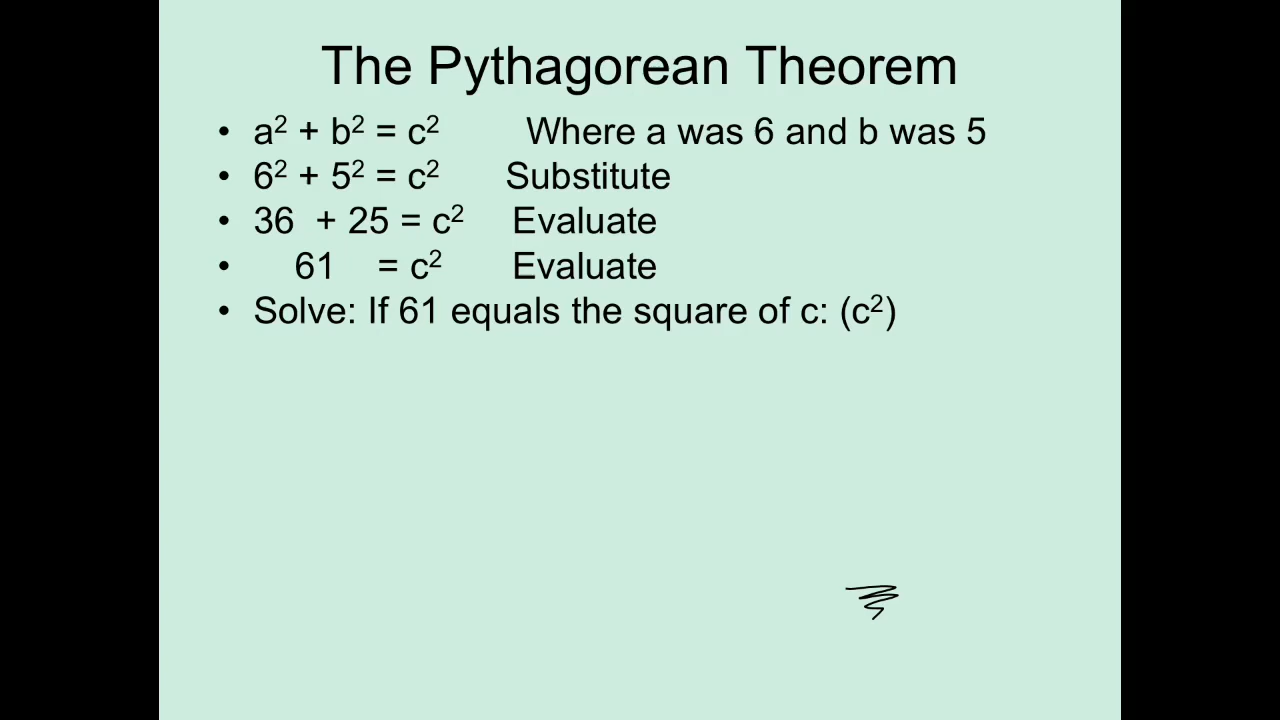 The Pythagorean Theorem
• a² + b² = c² Where a was 6 and b was 5
• 6² + 5² = c² Substitute
• 36 + 25 = c² Evaluate
• 61 = c² Evaluate
• Solve: If 61 equals the square of c: (c²)